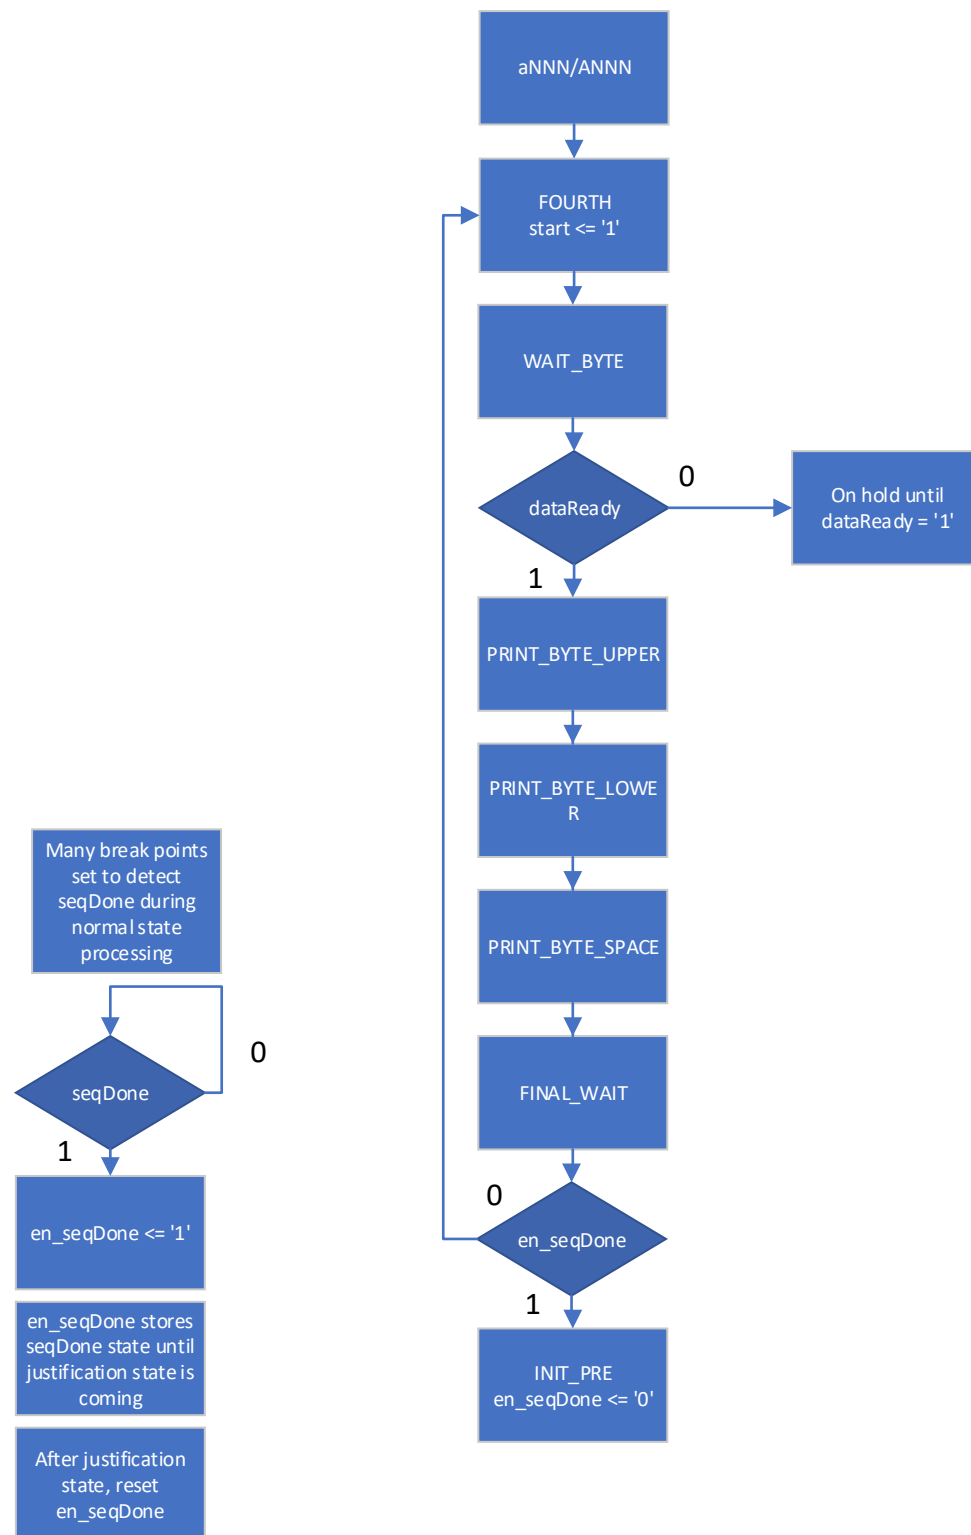 aNNN/ANNN
FOURTH
start <= '1'
WAIT_BYTE
dataReady
0
On hold until
dataReady = '1'
1
PRINT_BYTE_UPPER
PRINT_BYTE_LOWE
R
PRINT_BYTE_SPACE
FINAL_WAIT
0
en_seqDone
1
INIT_PRE
en_seqDone <= '0'
Many break points
set to detect
seqDone during
normal state
processing
0
seqDone
1
en_seqDone <= '1'
en_seqDone stores
seqDone state until
justification state is
coming
After justification
state, reset
en_seqDone